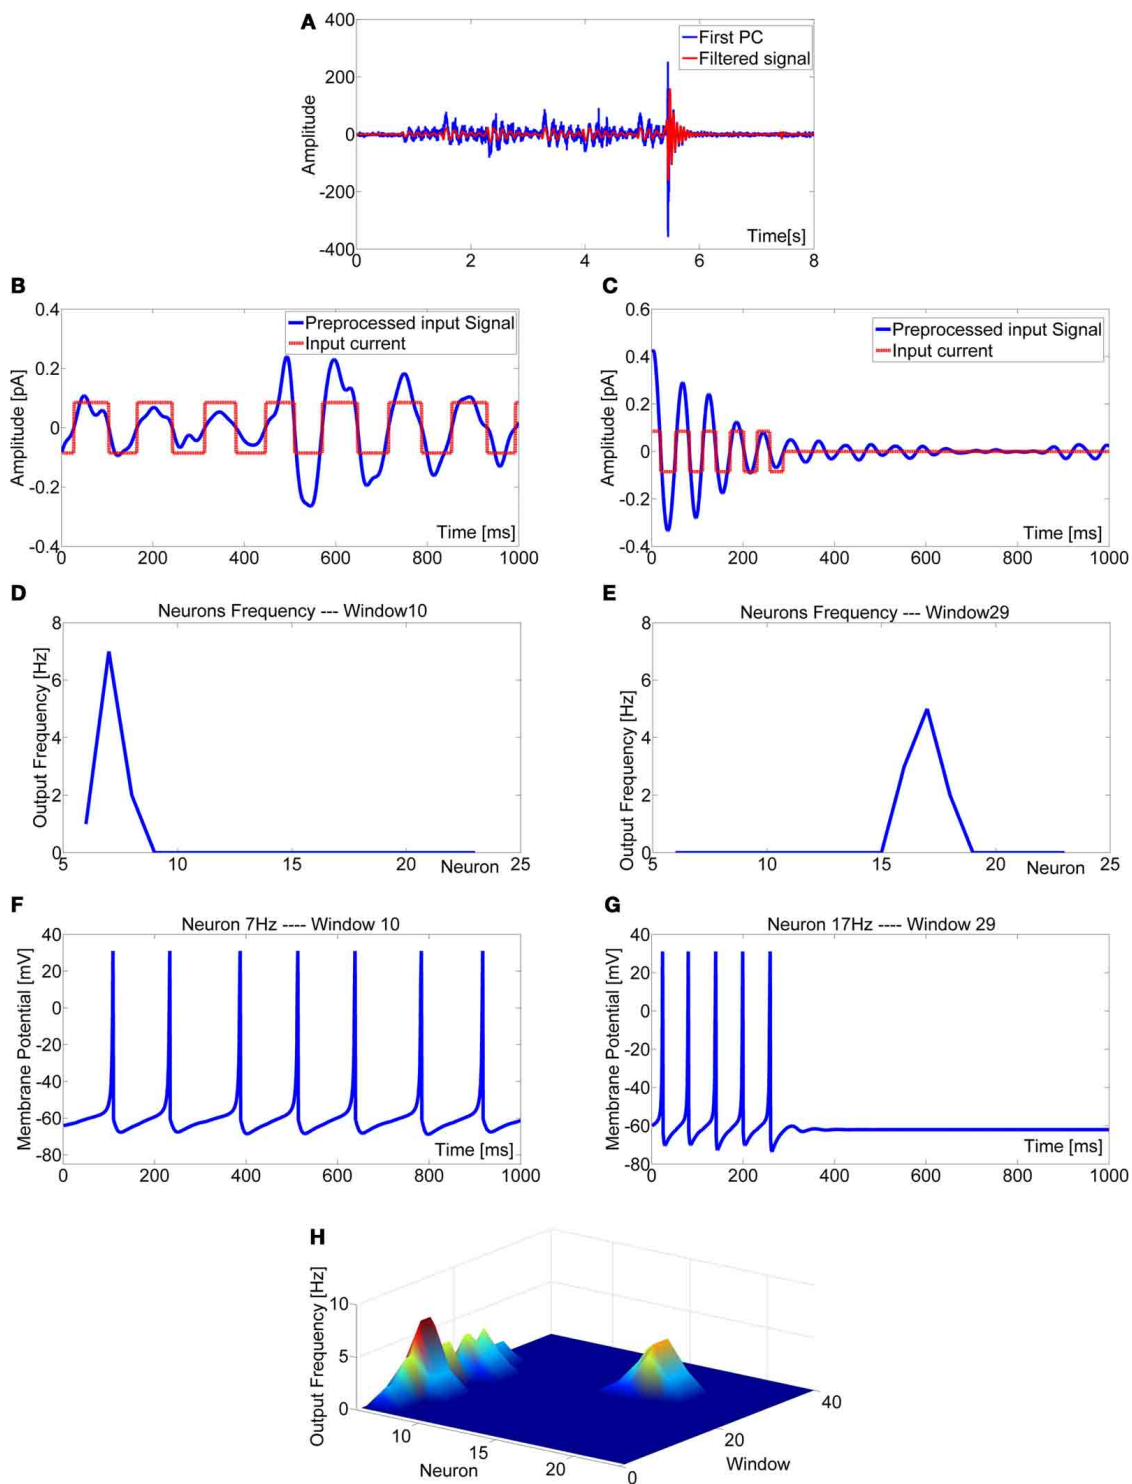 A
400
First PC
Filtered signal
200
0
-200
-400
Amplitude
Time[s]
0 2 4 6 8
B
0.4
Preprocessed input Signal
Input current
0.2
0
-0.2
-0.4
Amplitude [pA]
Time [ms]
0 200 400 600 800 1000
C
0.6
Preprocessed input Signal
Input current
0.4
0.2
0
-0.2
-0.4
Amplitude [pA]
Time [ms]
0 200 400 600 800 1000
D
Neurons Frequency --- Window10
8
6
4
2
0
Output Frequency [Hz]
5 10 15 20 25
Neuron
E
Neurons Frequency --- Window29
8
6
4
2
0
Output Frequency [Hz]
5 10 15 20 25
Neuron
F
Neuron 7Hz ---- Window 10
40
20
0
-20
-40
-60
-80
Membrane Potential [mV]
Time [ms]
0 200 400 600 800 1000
G
Neuron 17Hz ---- Window 29
40
20
0
-20
-40
-60
-80
Membrane Potential [mV]
Time [ms]
0 200 400 600 800 1000
H
10
5
0
Output Frequency [Hz]
10 15 20
Neuron
0 20 40
Window